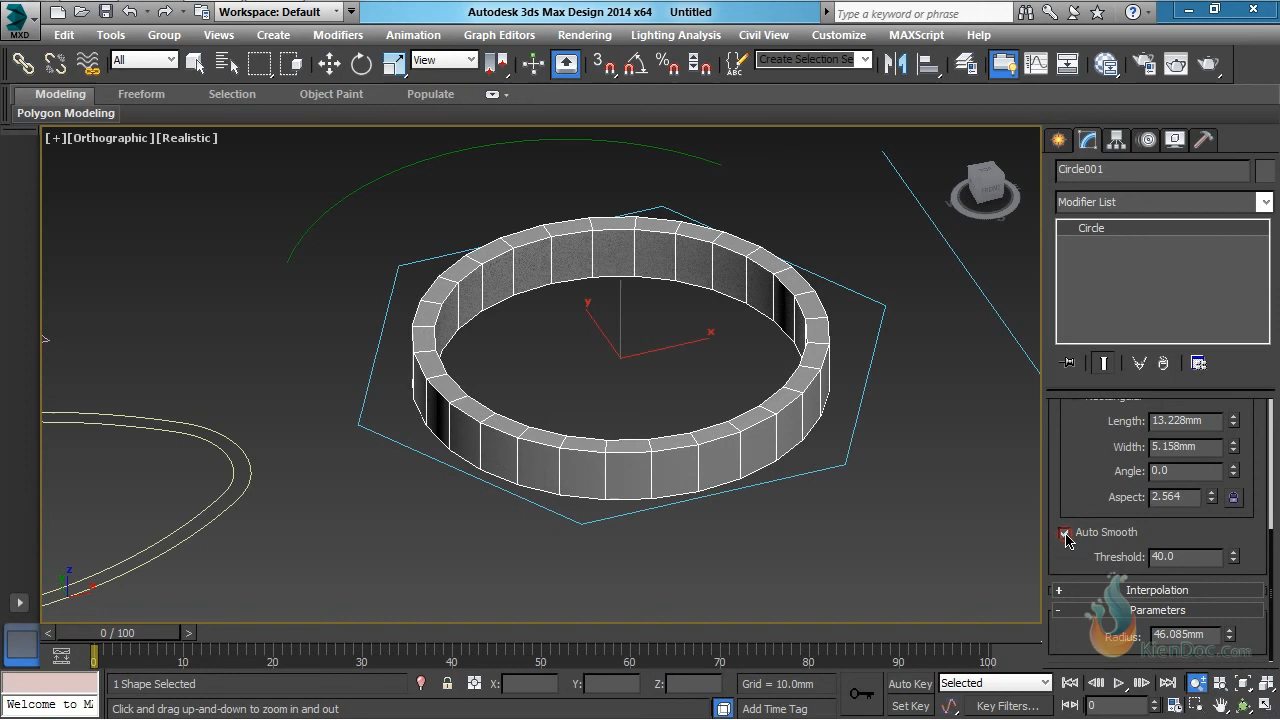 Workspace: Default
Autodesk 3ds Max Design 2014 x64 Untitled
Type a keyword or phrase
MXD
Edit Tools Group Views Create Modifiers Animation Graph Editors Rendering Lighting Analysis Civil View Customize MAXScript Help
All
View
Create Selection Se
Modeling Freeform Selection Object Paint Populate
Polygon Modeling
[+][Orthographic][Realistic]
FRONT
y
x
z
Circle001
Modifier List
Circle
Length: 13.228mm
Width: 5.158mm
Angle: 0.0
Aspect: 2.564
Auto Smooth
Threshold: 40.0
+ Interpolation
- Parameters
Radius: 46.085mm
KienDoc.com
< 0 / 100 >
0 10 20 30 40 50 60 70 80 90 100
1 Shape Selected
X: Y: Z:
Grid = 10.0mm
Auto Key
Selected
Welcome to M
Click and drag up-and-down to zoom in and out
Add Time Tag
Set Key
Key Filters...
0